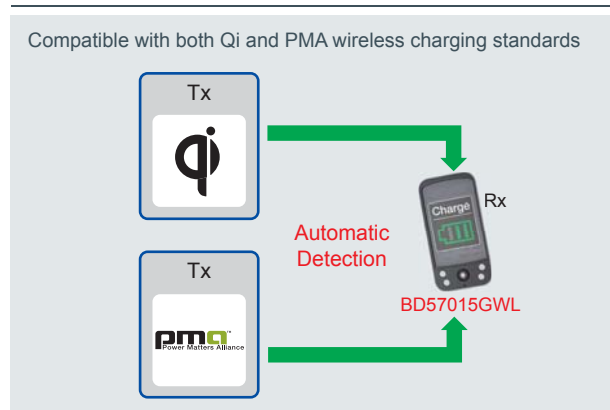 Compatible with both Qi and PMA wireless charging standards
Tx
qi
Charge
Rx
Automatic
Detection
BD57015GWL
Tx
pma™
Power Matters Alliance